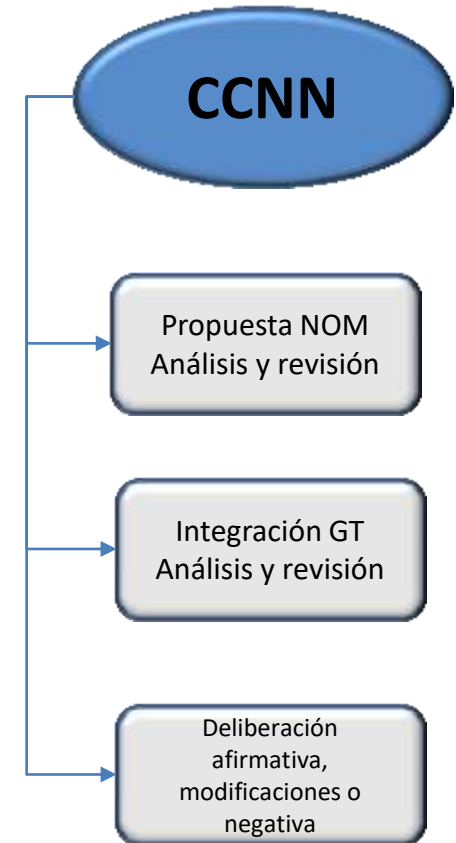 CCNN
Propuesta NOM
Análisis y revisión
Integración GT
Análisis y revisión
Deliberación
afirmativa,
modificaciones o
negativa